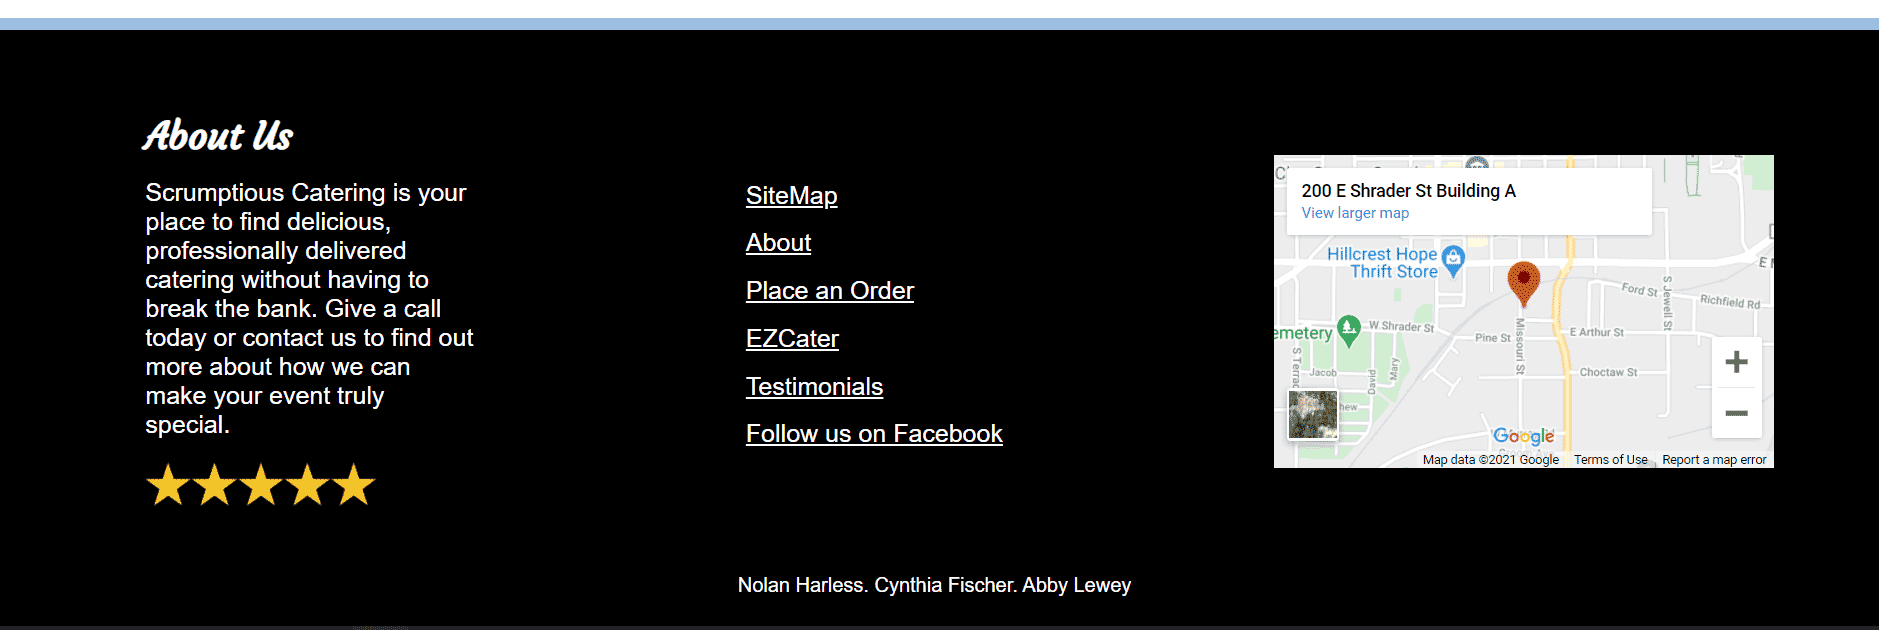 About Us
Scrumptious Catering is your
place to find delicious,
professionally delivered
catering without having to
break the bank. Give a call
today or contact us to find out
more about how we can
make your event truly
special.
SiteMap
About
Place an Order
EZCater
Testimonials
Follow us on Facebook
200 E Shrader St Building A
View larger map
Hillcrest Hope
Thrift Store
emetery
W Shrader St
Pine St
Missouri St
Ford St
S Jewell St
Richfield Rd
E Arthur St
Choctaw St
Jacob
David
Mary
S Terrac
hew
Google
Map data ©2021 Google
Terms of Use
Report a map error
Nolan Harless. Cynthia Fischer. Abby Lewey